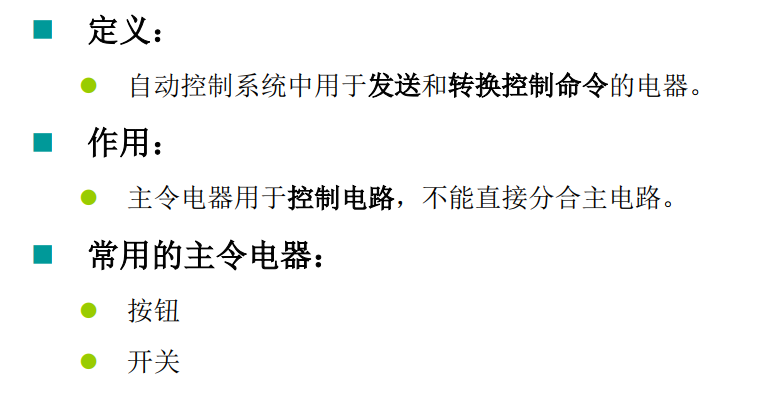 定义：
自动控制系统中用于发送和转换控制命令的电器。
作用：
主令电器用于控制电路，不能直接分合主电路。
常用的主令电器：
按钮
开关